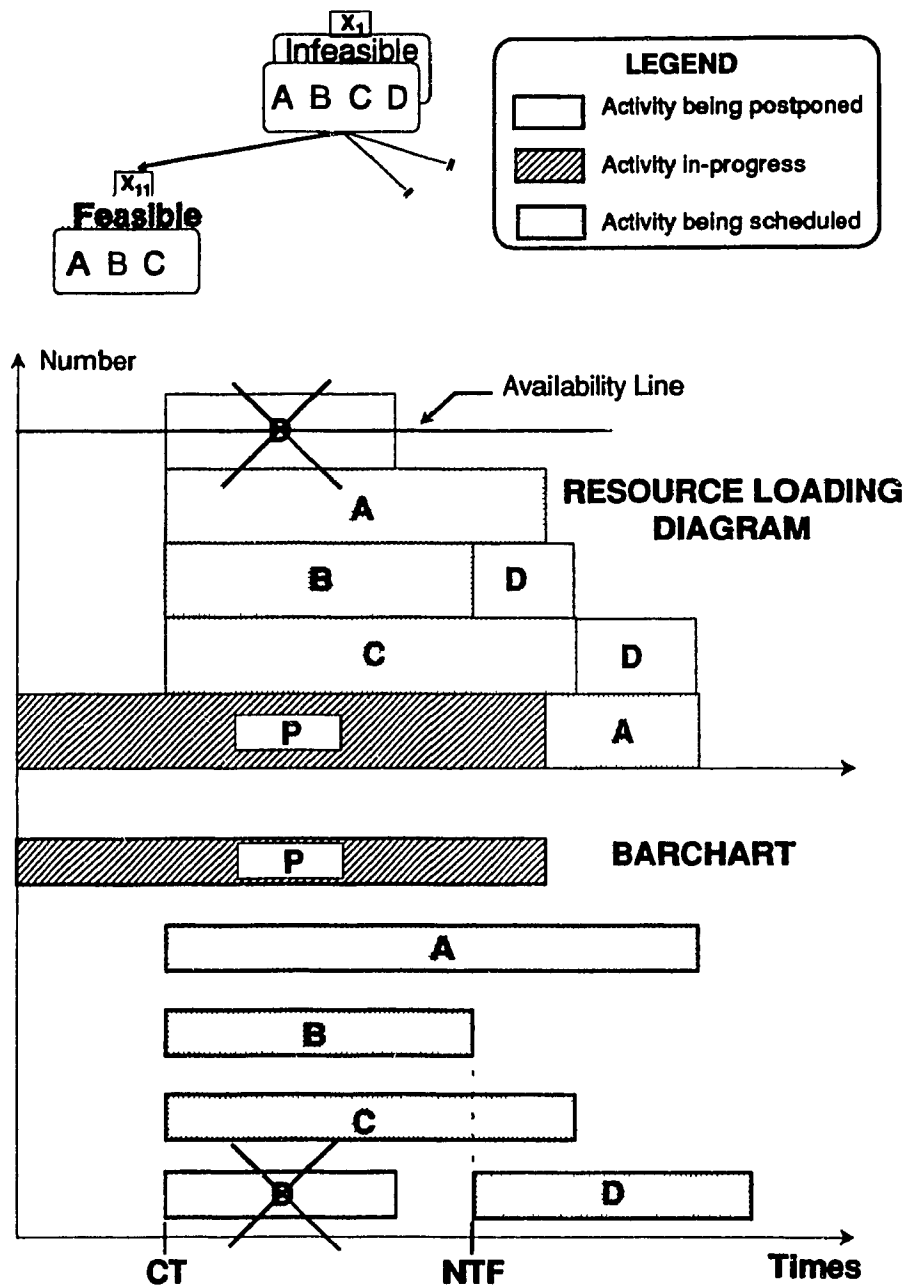 X1
Infeasible
A B C D
X11
Feasible
A B C
LEGEND
Activity being postponed
Activity in-progress
Activity being scheduled
Number
Availability Line
RESOURCE LOADING
DIAGRAM
A
B
D
C
D
P
A
P
BARCHART
A
B
C
D
CT
NTF
Times